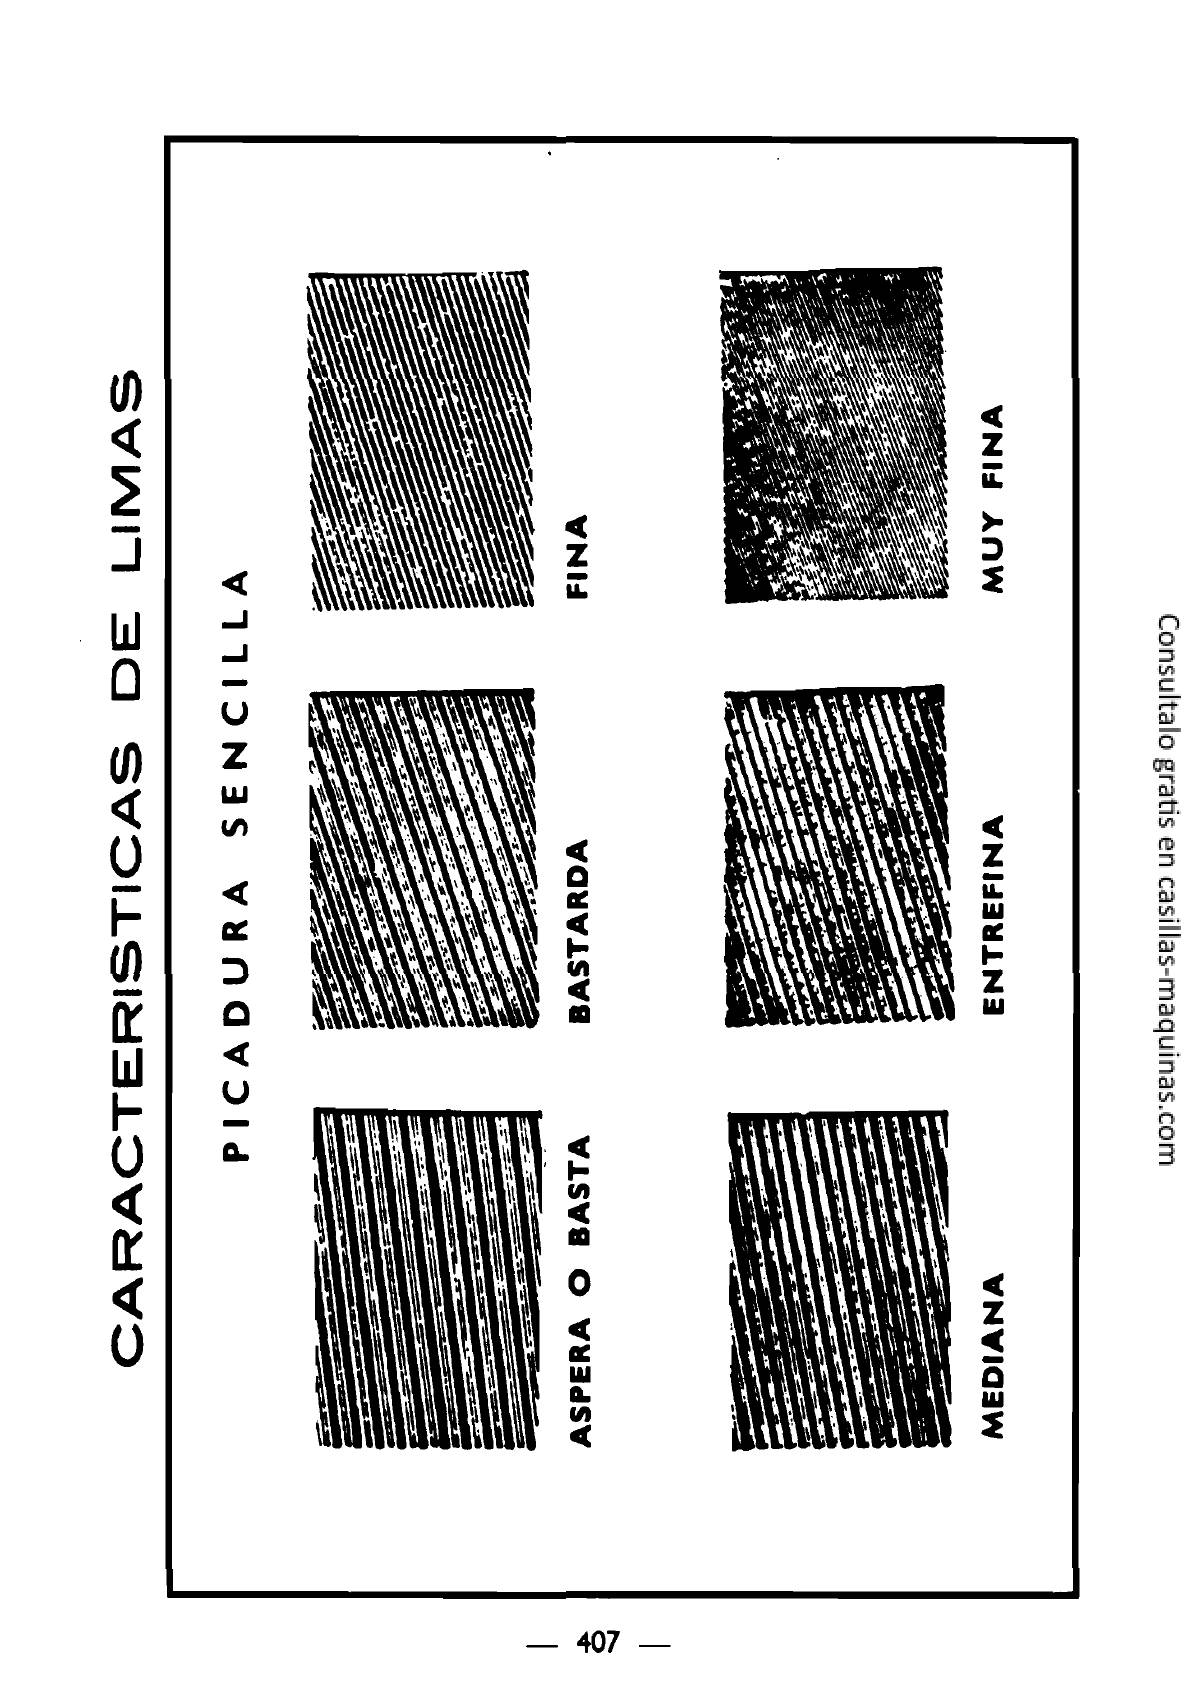 CARACTERISTICAS DE LIMAS
PICADURA SENCILLA
ASPERA O BASTA
BASTARDA
FINA
MEDIANA
ENTREFINA
MUY FINA
— 407 —
Consultalo gratis en casillas-maquinas.com